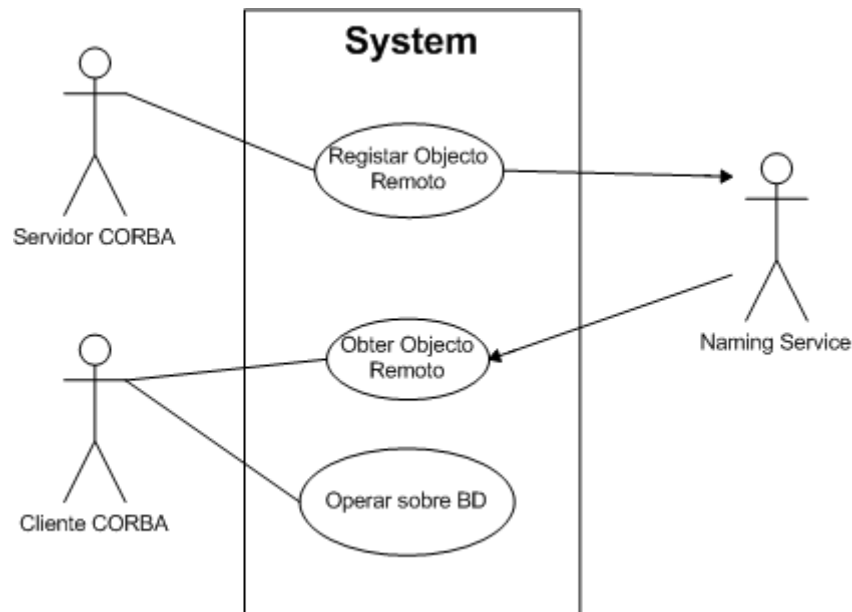 System
Registar Objecto
Remoto
Servidor CORBA
Naming Service
Obter Objecto
Remoto
Operar sobre BD
Cliente CORBA